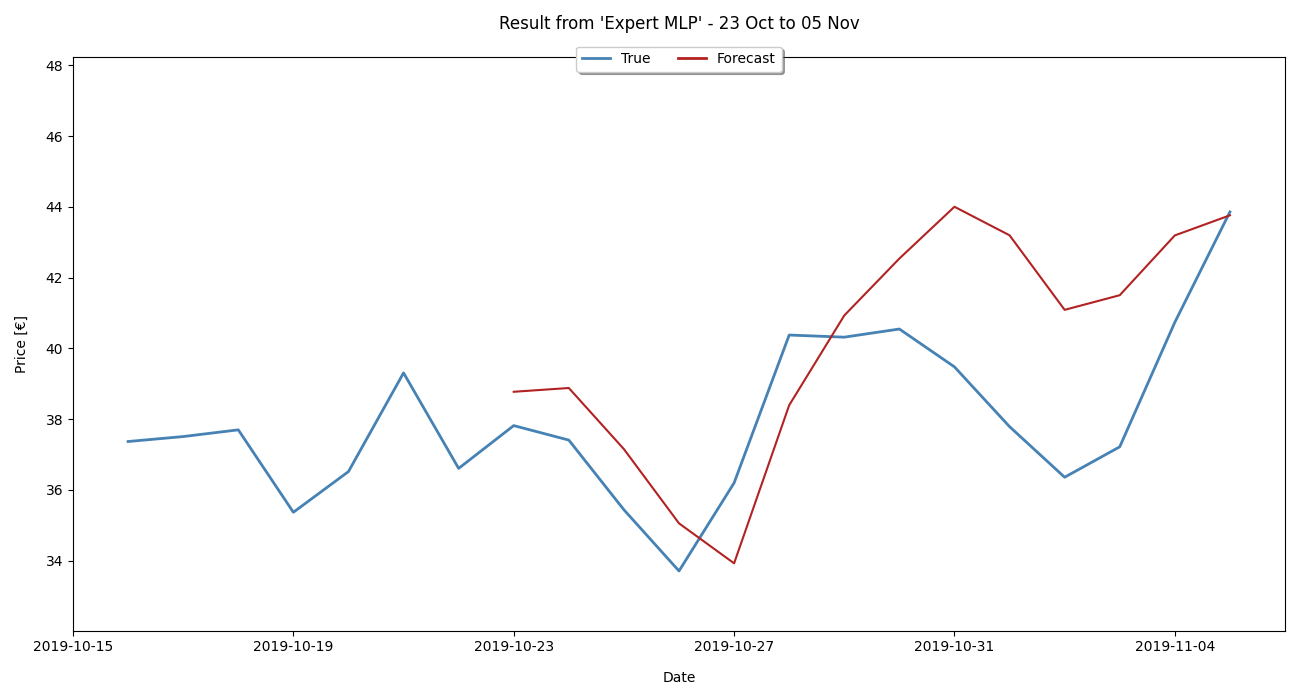 Result from 'Expert MLP' - 23 Oct to 05 Nov
True Forecast
48
46
44
42
40
38
36
34
Price [€]
2019-10-15 2019-10-19 2019-10-23 2019-10-27 2019-10-31 2019-11-04
Date